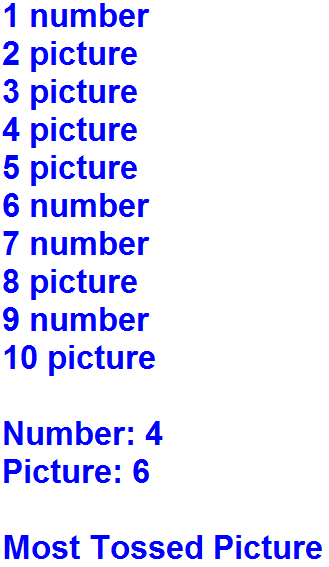 1 number
2 picture
3 picture
4 picture
5 picture
6 number
7 number
8 picture
9 number
10 picture
Number: 4
Picture: 6
Most Tossed Picture